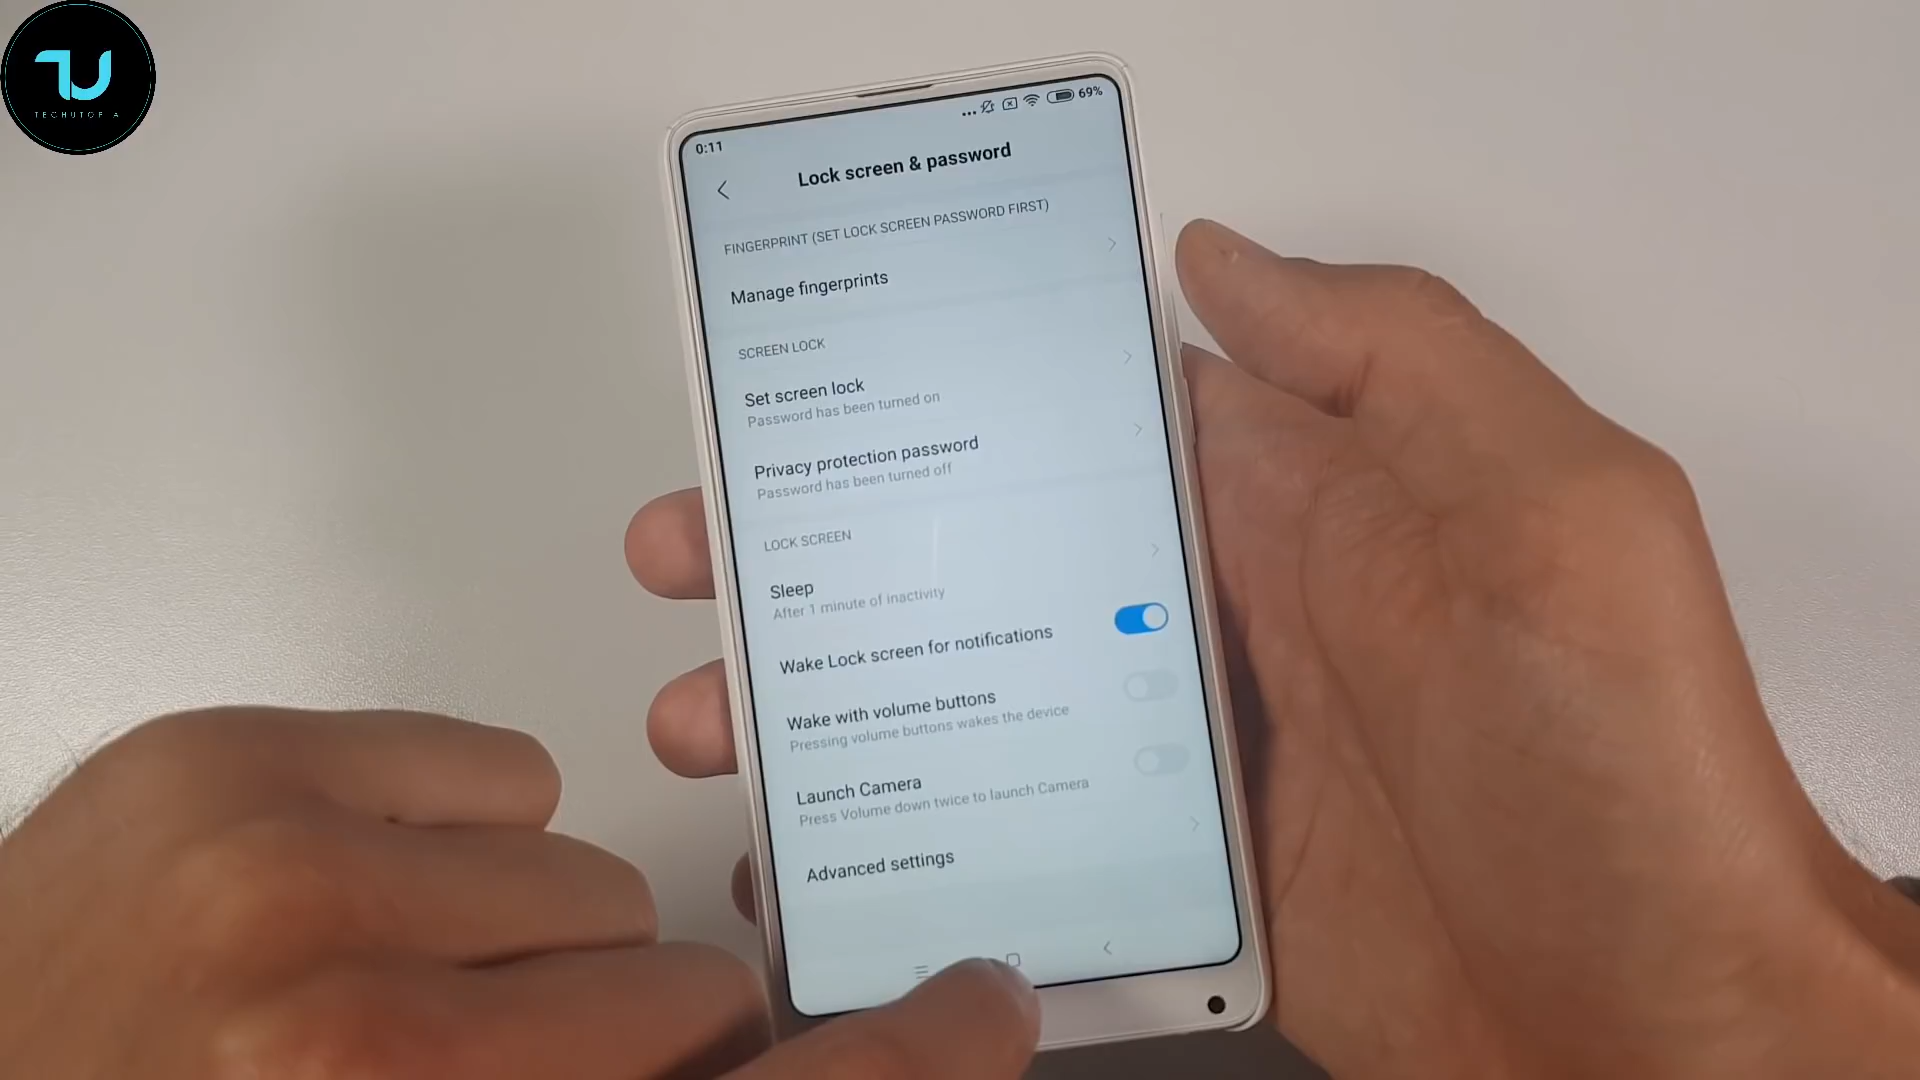 TU
TECHUTOPIA
0:11
69%
Lock screen & password
FINGERPRINT (SET LOCK SCREEN PASSWORD FIRST)
Manage fingerprints
SCREEN LOCK
Set screen lock
Password has been turned on
Privacy protection password
Password has been turned off
LOCK SCREEN
Sleep
After 1 minute of inactivity
Wake Lock screen for notifications
Wake with volume buttons
Pressing volume buttons wakes the device
Launch Camera
Press Volume down twice to launch Camera
Advanced settings